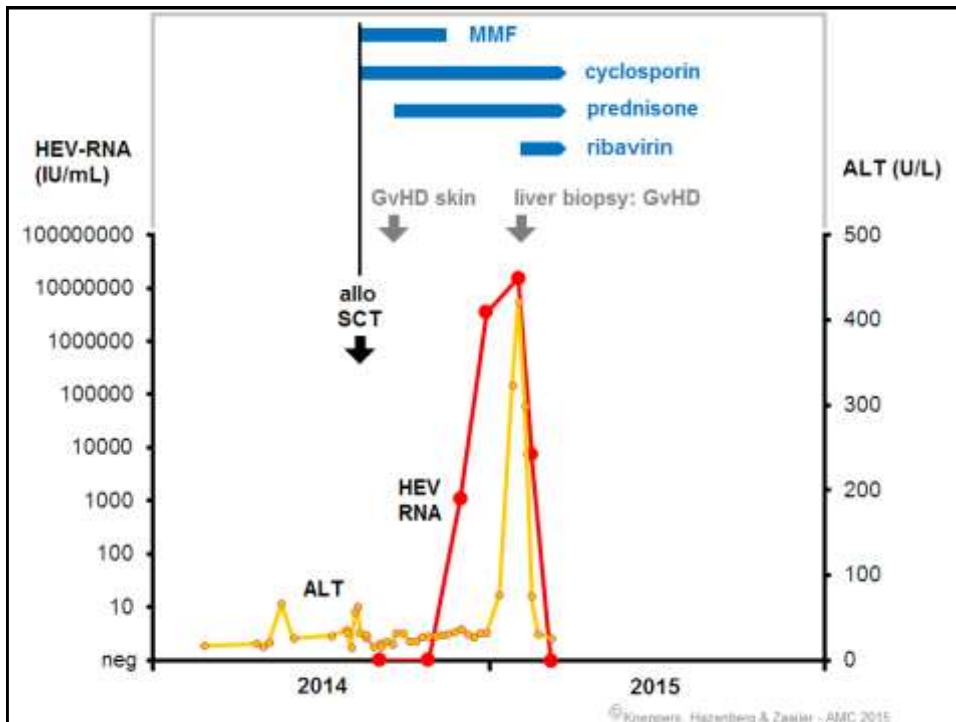 MMF
cyclosporin
prednisone
ribavirin
HEV-RNA
(IU/mL)
ALT (U/L)
GvHD skin
liver biopsy: GvHD
100000000
10000000
1000000
100000
10000
1000
100
10
neg
500
400
300
200
100
0
allo
SCT
HEV
RNA
ALT
2014
2015
© Kneppers, Hazenberg & Zaaijer - AMC 2015